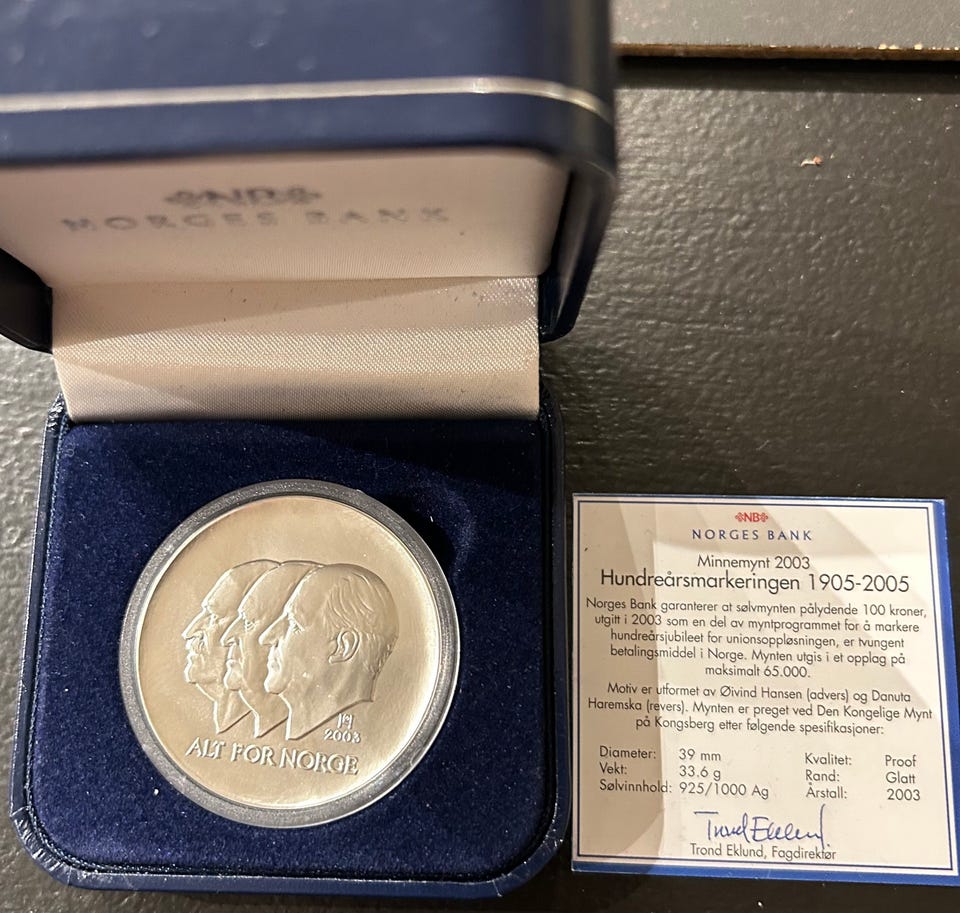 NB
NORGES BANK
ALT FOR NORGE
2003
NB
NORGES BANK
Minnemynt 2003
Hundreårsmarkeringen 1905-2005
Norges Bank garanterer at sølvmynten pålydende 100 kroner,
utgitt i 2003 som en del av myntprogrammet for å markere
hundreårsjubileet for unionsoppløsningen, er tvungent
betalingsmiddel i Norge. Mynten utgis i et opplag på
maksimalt 65.000.
Motiv er utformet av Øivind Hansen (advers) og Danuta
Haremska (revers). Mynten er preget ved Den Kongelige Mynt
på Kongsberg etter følgende spesifikasjoner:
Diameter: 39 mm Kvalitet: Proof
Vekt: 33.6 g Rand: Glatt
Sølvinnhold: 925/1000 Ag Årstall: 2003
Trond Eklund
Trond Eklund, Fagdirektør